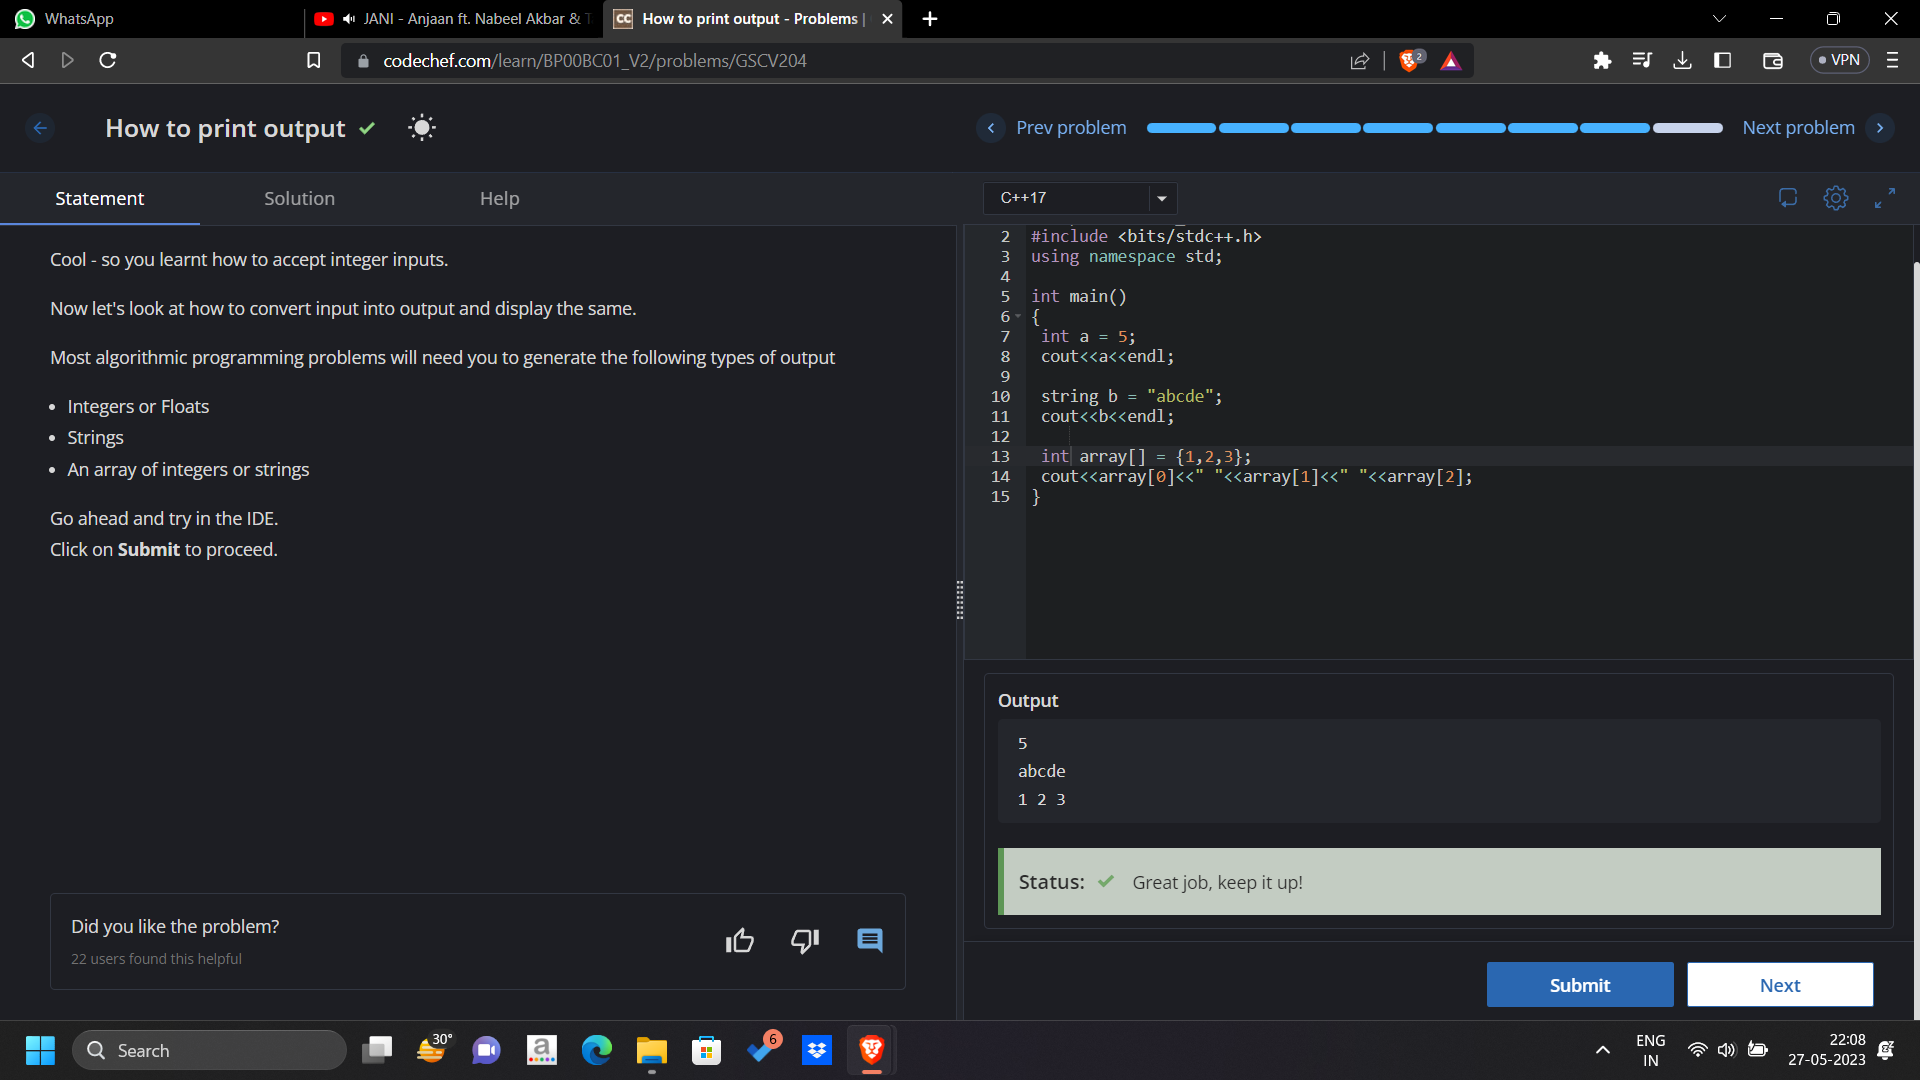 WhatsApp
JANI - Anjaan ft. Nabeel Akbar & T
CC How to print output - Problems |
codechef.com/learn/BP00BC01_V2/problems/GSCV204
2
VPN
How to print output
Prev problem
Next problem
Statement
Solution
Help
C++17
Cool - so you learnt how to accept integer inputs.
Now let's look at how to convert input into output and display the same.
Most algorithmic programming problems will need you to generate the following types of output
• Integers or Floats
• Strings
• An array of integers or strings
Go ahead and try in the IDE.
Click on Submit to proceed.
Did you like the problem?
22 users found this helpful
2 #include <bits/stdc++.h>
3 using namespace std;
4
5 int main()
6 {
7 int a = 5;
8 cout<<a<<endl;
9
10 string b = "abcde";
11 cout<<b<<endl;
12
13 int array[] = {1,2,3};
14 cout<<array[0]<<" "<<array[1]<<" "<<array[2];
15 }
Output
5
abcde
1 2 3
Status: Great job, keep it up!
Submit
Next
Search
30°
a
6
ENG
IN
22:08
27-05-2023